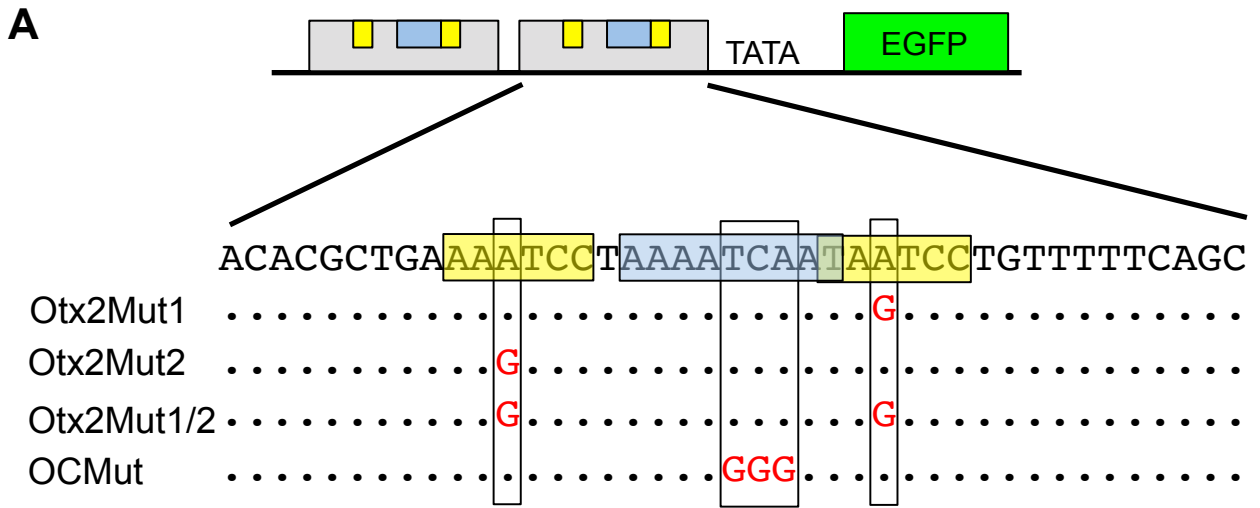 A
TATA EGFP
ACACGCTGAAAATCCTAAAATCAATAATCCTGTTTTTCAGC
Otx2Mut1 ..........................G..............
Otx2Mut2 ...........G.............................
Otx2Mut1/2 ...........G..............G..............
OCMut ....................GGG..................